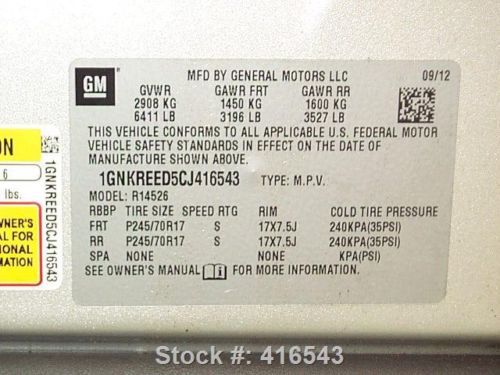 GM
MFD BY GENERAL MOTORS LLC 09/12
GVWR GAWR FRT GAWR RR
2908 KG 1450 KG 1600 KG
6411 LB 3196 LB 3527 LB
THIS VEHICLE CONFORMS TO ALL APPLICABLE U.S. FEDERAL MOTOR
VEHICLE SAFETY STANDARDS IN EFFECT ON THE DATE OF
MANUFACTURE SHOWN ABOVE.
1GNKREED5CJ416543 TYPE: M.P.V.
MODEL: R14526
RBBP TIRE SIZE SPEED RTG RIM COLD TIRE PRESSURE
FRT P245/70R17 S 17X7.5J 240KPA(35PSI)
RR P245/70R17 S 17X7.5J 240KPA(35PSI)
SPA NONE NONE KPA(PSI)
SEE OWNER'S MANUAL FOR MORE INFORMATION
ON
6
lbs.
WNER'S
AL FOR
IONAL
RMATION
1GNKREED5CJ416543
Stock #: 416543